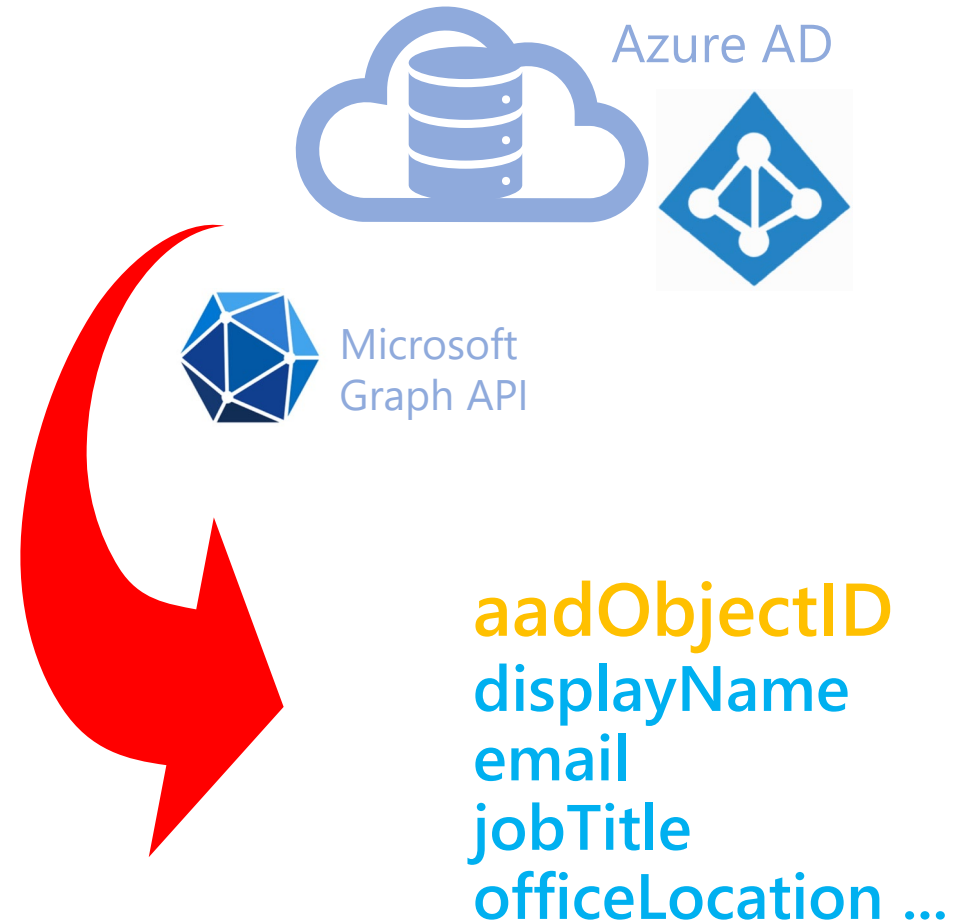 Azure AD
Microsoft
Graph API
aadObjectID
displayName
email
jobTitle
officeLocation ...